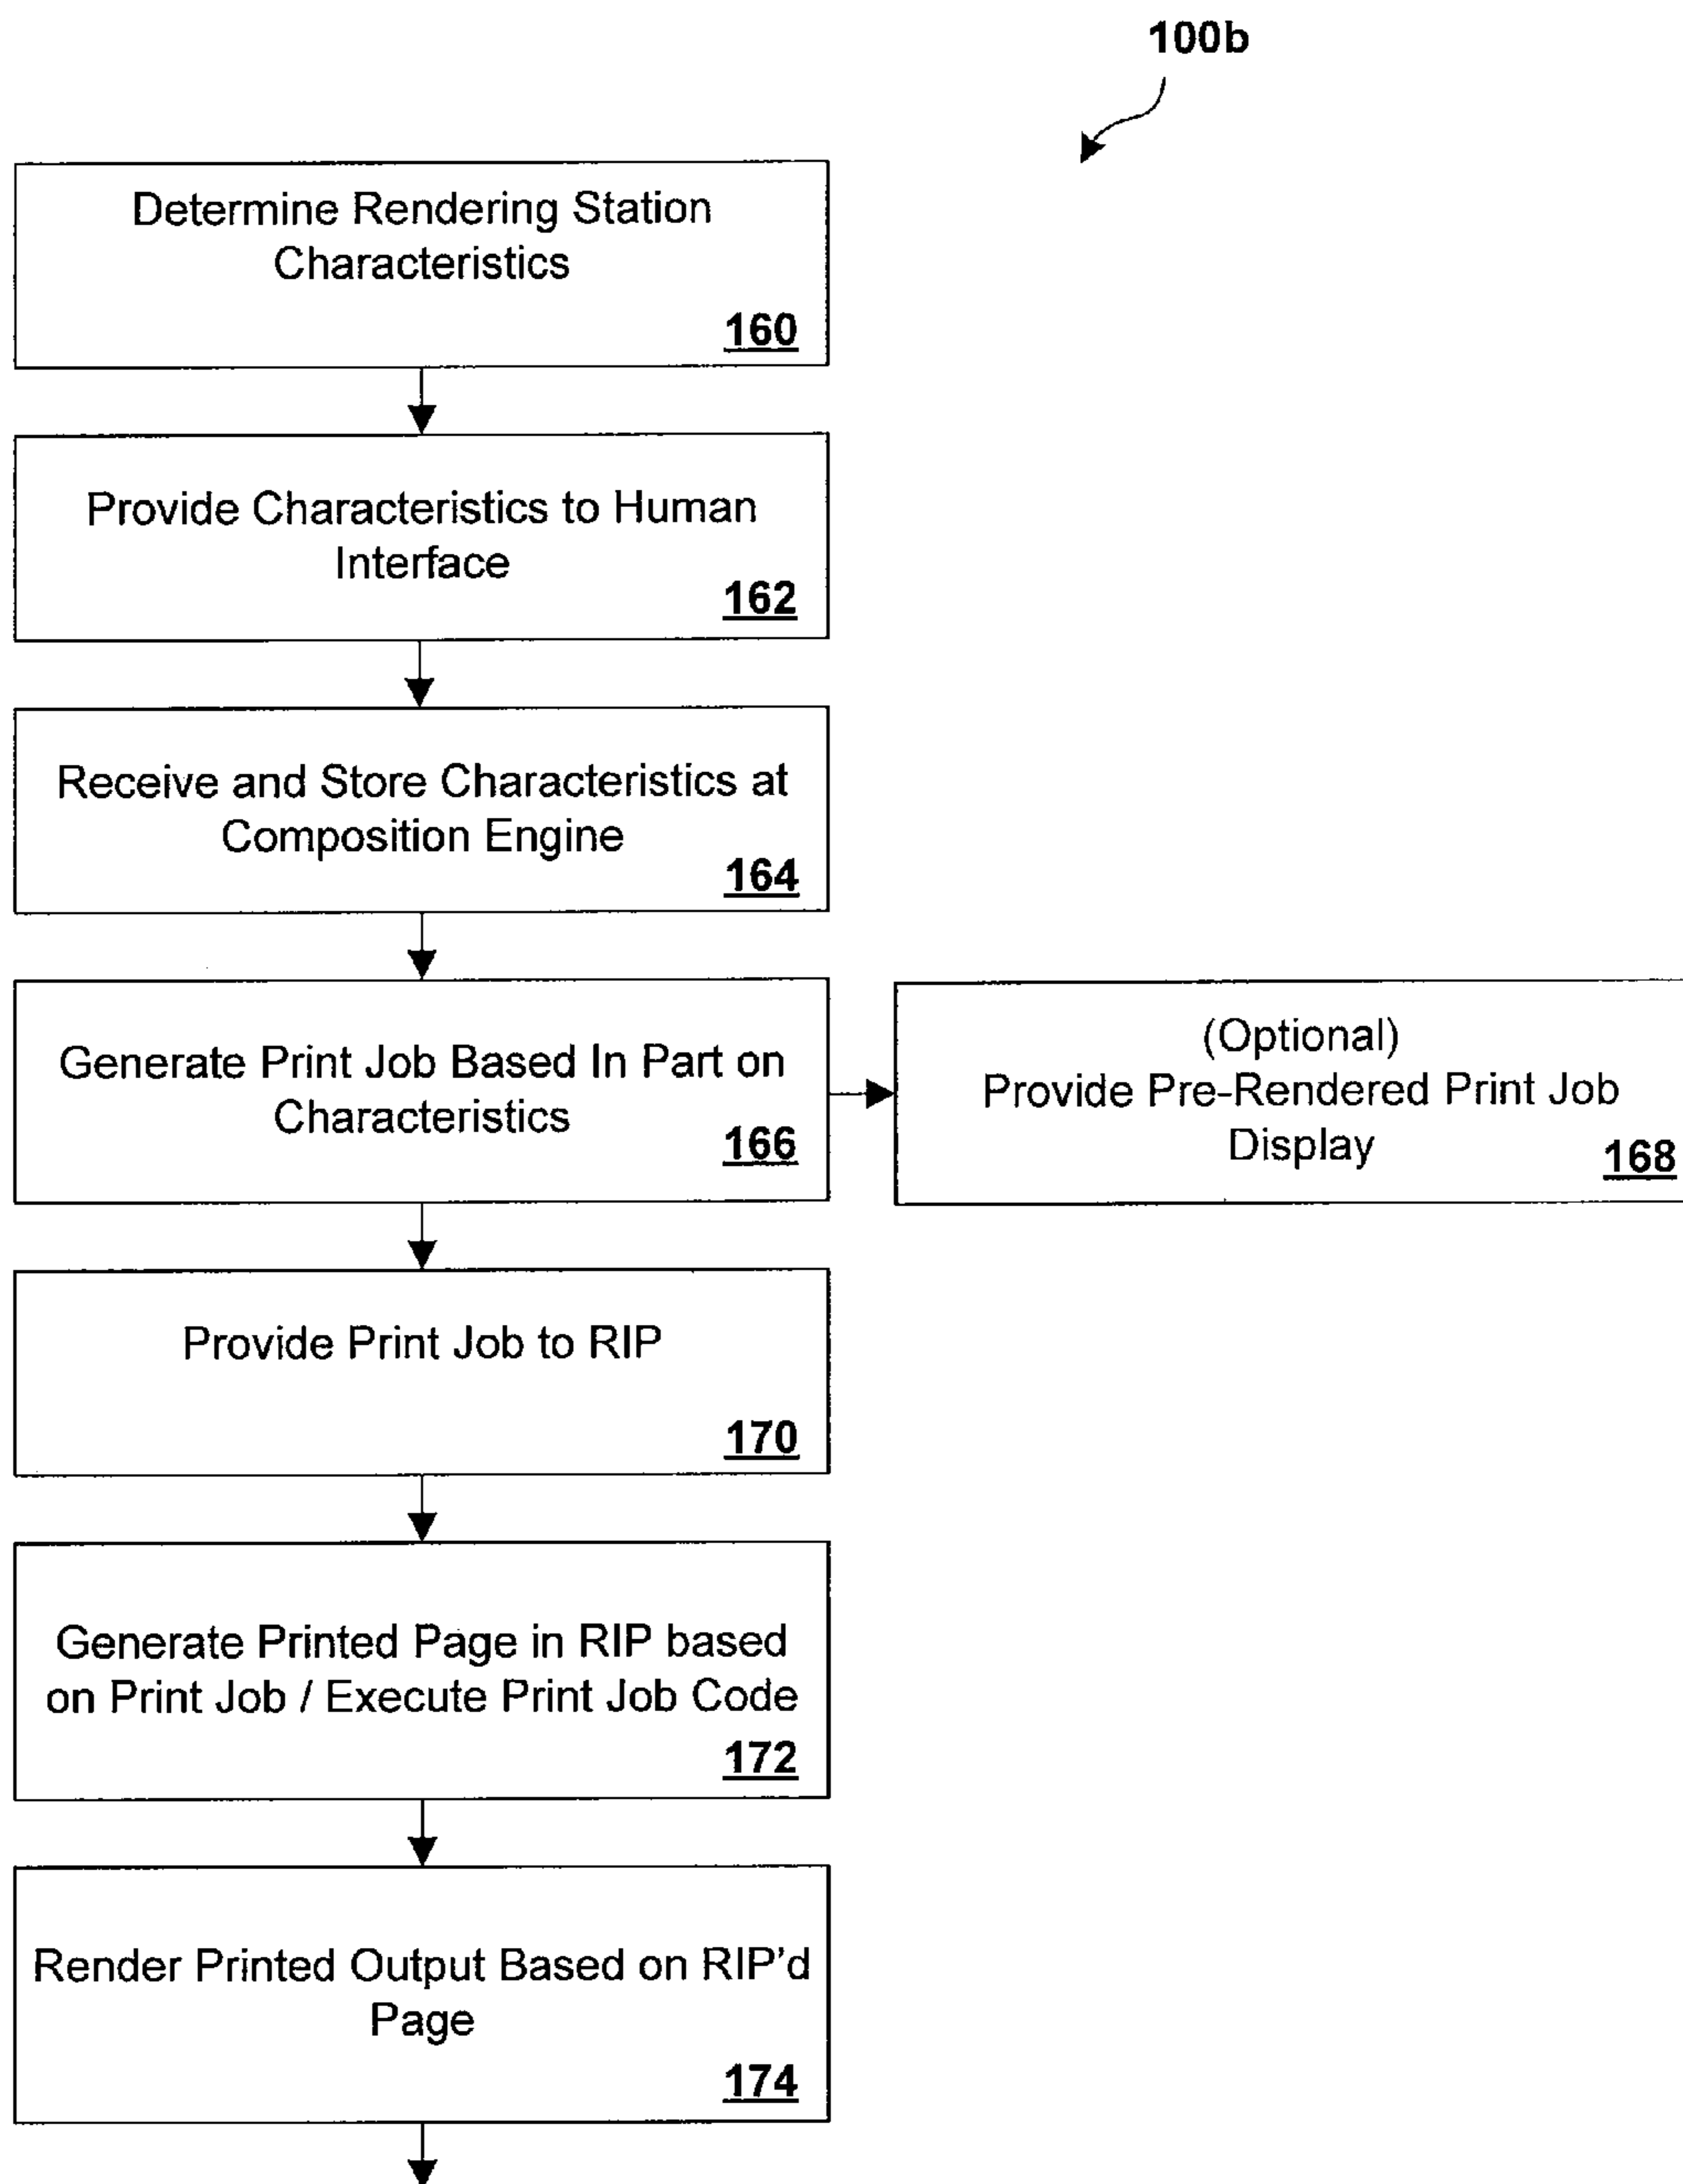 100b
Determine Rendering Station
Characteristics
160
Provide Characteristics to Human
Interface
162
Receive and Store Characteristics at
Composition Engine
164
Generate Print Job Based In Part on
Characteristics
166
(Optional)
Provide Pre-Rendered Print Job
Display
168
Provide Print Job to RIP
170
Generate Printed Page in RIP based
on Print Job / Execute Print Job Code
172
Render Printed Output Based on RIP'd
Page
174